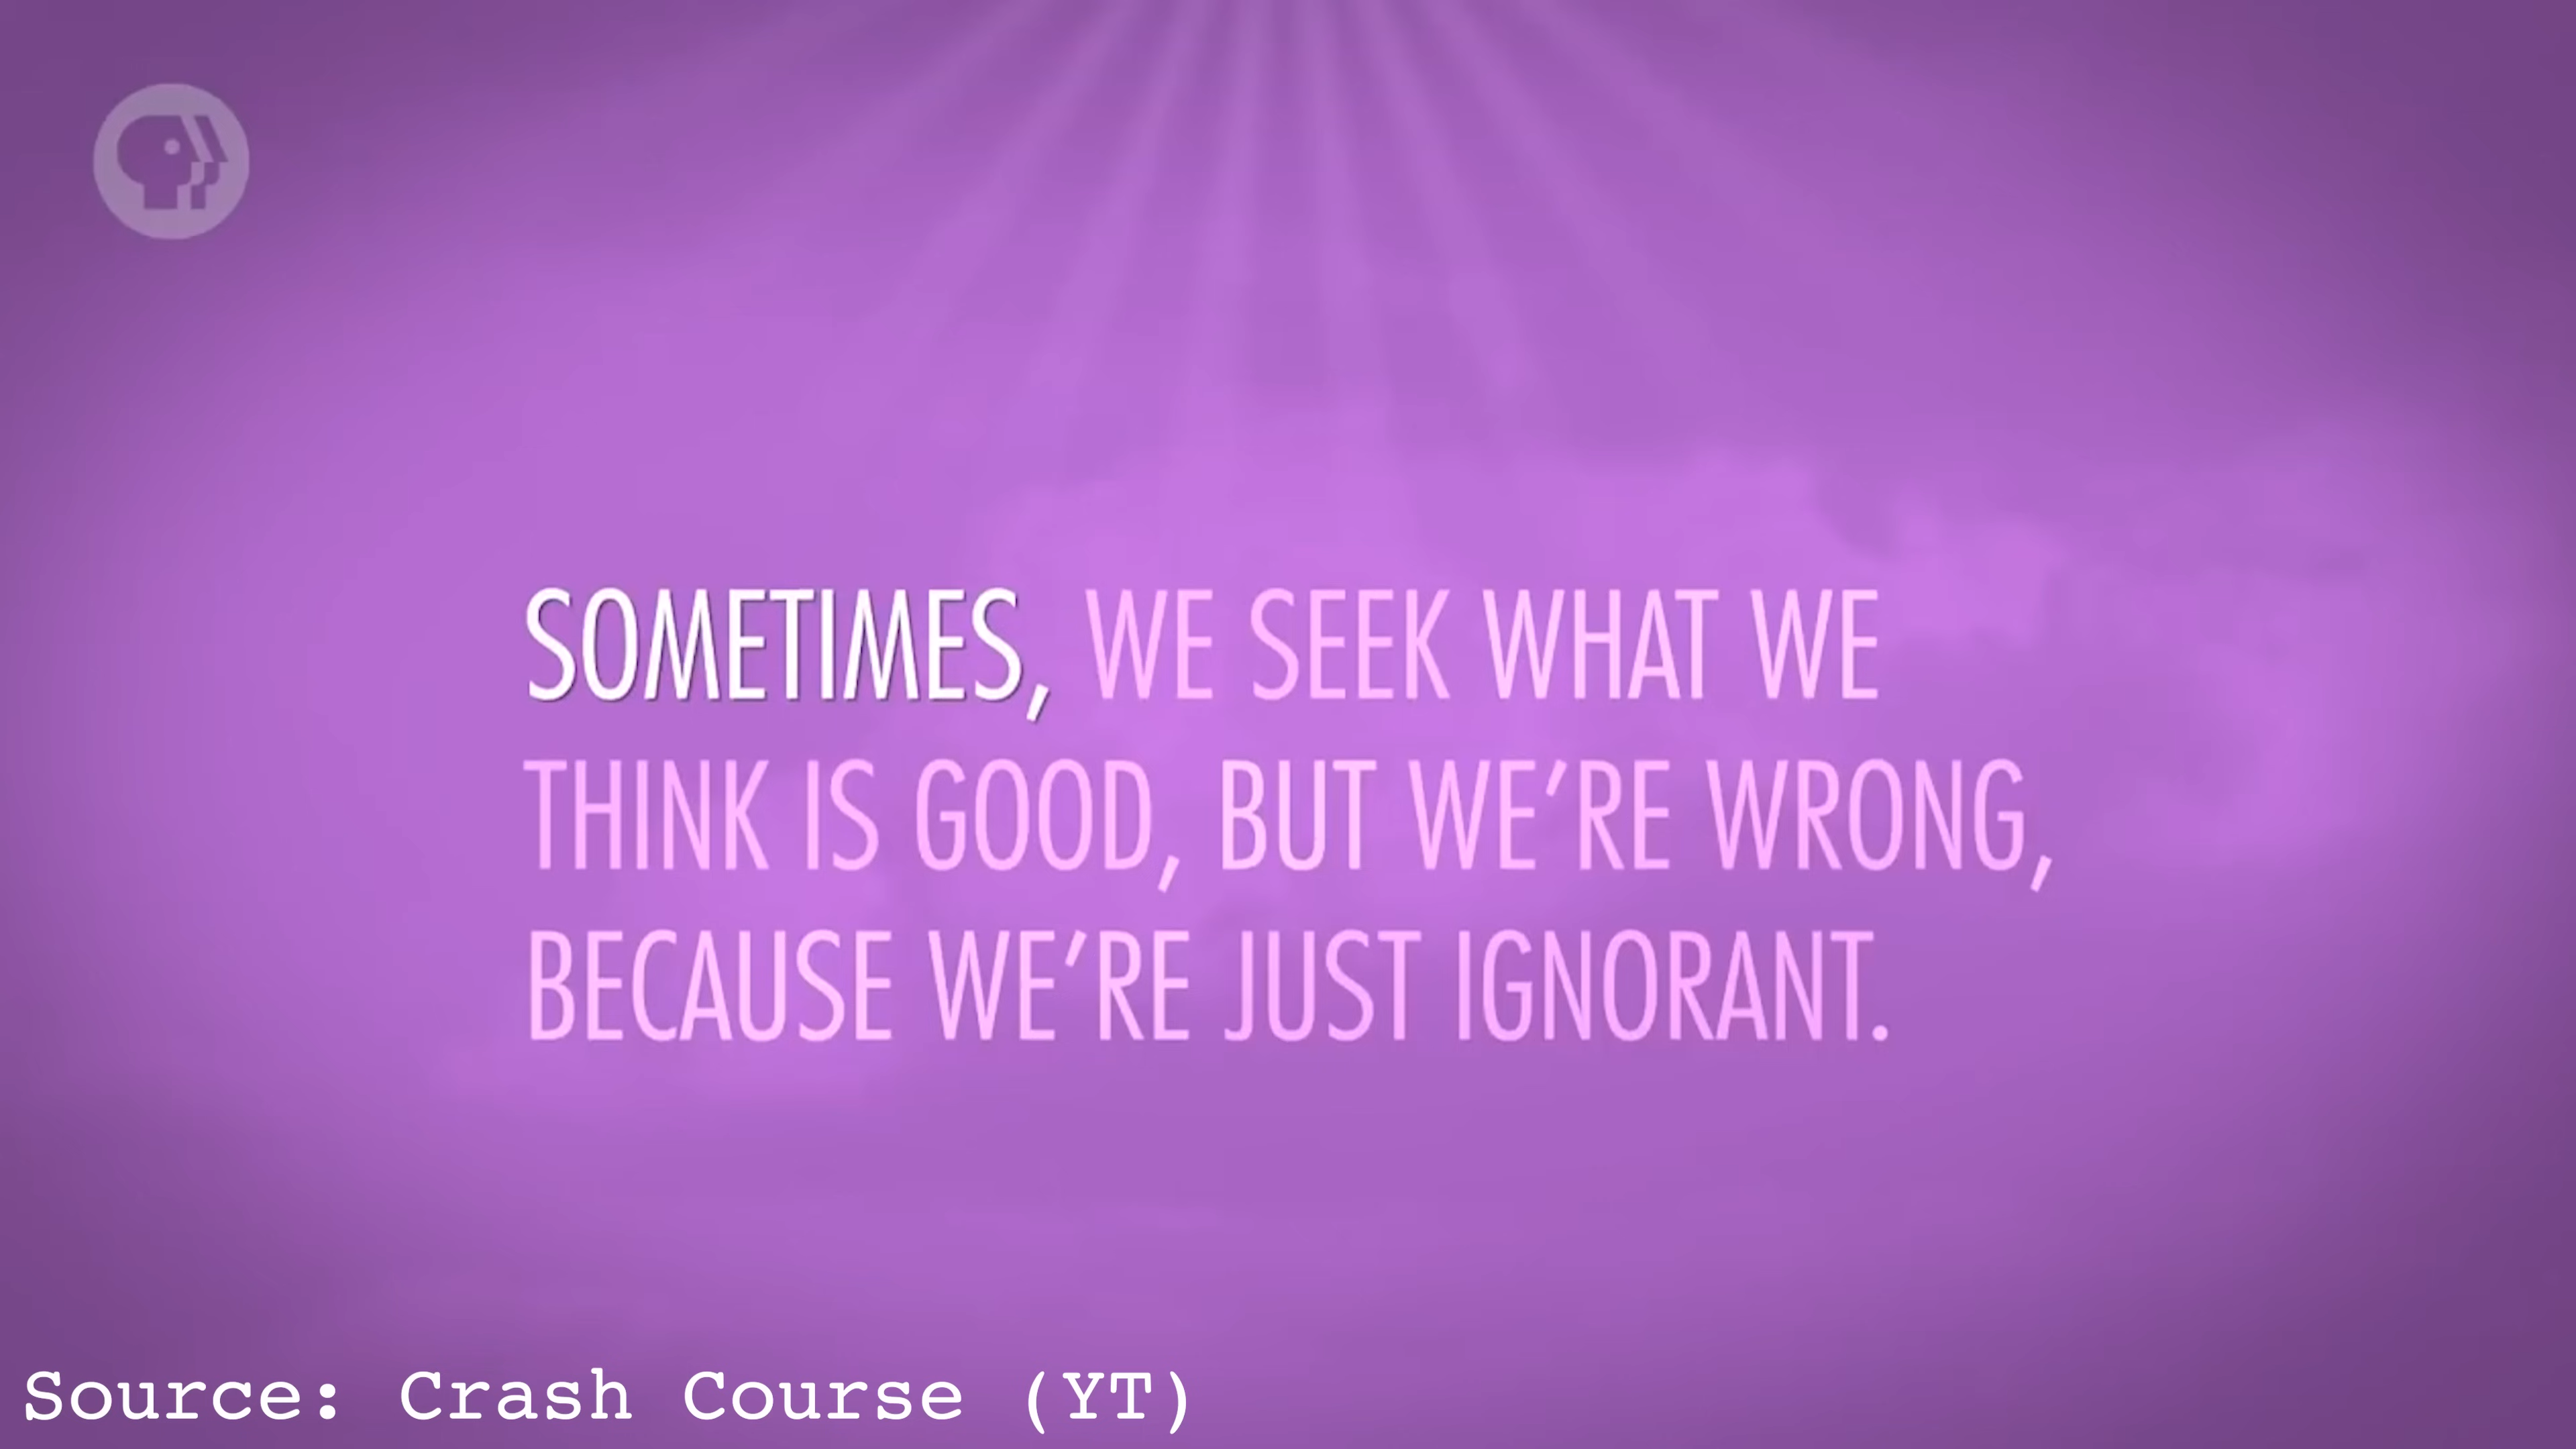 SOMETIMES, WE SEEK WHAT WE
THINK IS GOOD, BUT WE’RE WRONG,
BECAUSE WE’RE JUST IGNORANT.
Source: Crash Course (YT)